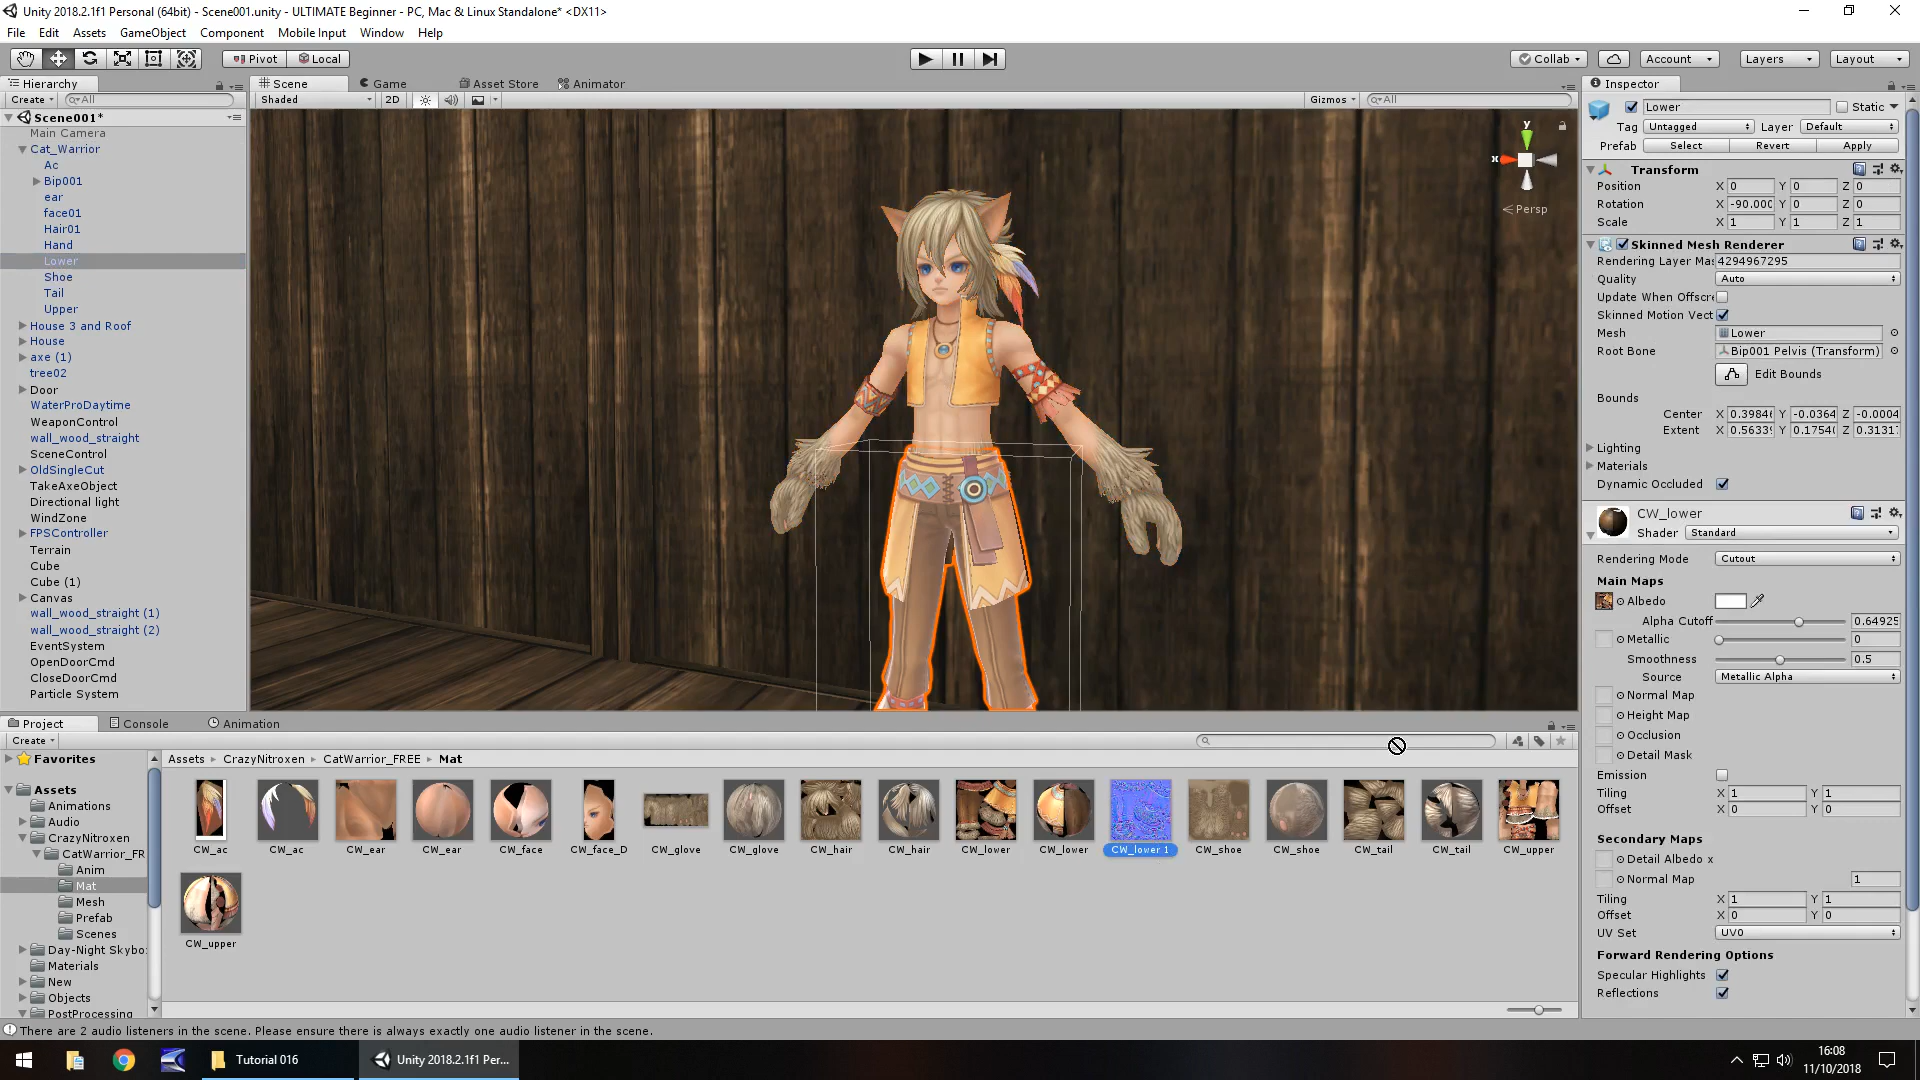 Unity 2018.2.1f1 Personal (64bit) - Scene001.unity - ULTIMATE Beginner - PC, Mac & Linux Standalone* <DX11>
File Edit Assets GameObject Component Mobile Input Window Help
Pivot Local Collab Account Layers Layout
Hierarchy
Create All
Scene001*
Main Camera
Cat_Warrior
Ac
Bip001
ear
face01
Hair01
Hand
Lower
Shoe
Tail
Upper
House 3 and Roof
House
axe (1)
tree02
Door
WaterProDaytime
WeaponControl
wall_wood_straight
SceneControl
OldSingleCut
TakeAxeObject
Directional light
WindZone
FPSController
Terrain
Cube
Cube (1)
Canvas
wall_wood_straight (1)
wall_wood_straight (2)
EventSystem
OpenDoorCmd
CloseDoorCmd
Particle System
Scene Game Asset Store Animator
Shaded 2D Gizmos All
y
x
Persp
Inspector
Lower Static
Tag Untagged Layer Default
Prefab Select Revert Apply
Transform
Position X 0 Y 0 Z 0
Rotation X -90.000 Y 0 Z 0
Scale X 1 Y 1 Z 1
Skinned Mesh Renderer
Rendering Layer Mas 4294967295
Quality Auto
Update When Offscre
Skinned Motion Vect
Mesh Lower
Root Bone Bip001 Pelvis (Transform)
Edit Bounds
Bounds
Center X 0.3984 Y -0.0364 Z -0.0004
Extent X 0.5633 Y 0.1754 Z 0.3131
Lighting
Materials
Dynamic Occluded
CW_lower
Shader Standard
Rendering Mode Cutout
Main Maps
Albedo
Alpha Cutoff 0.64925
Metallic 0
Smoothness 0.5
Source Metallic Alpha
Normal Map
Height Map
Occlusion
Detail Mask
Emission
Tiling X 1 Y 1
Offset X 0 Y 0
Secondary Maps
Detail Albedo x
Normal Map 1
Tiling X 1 Y 1
Offset X 0 Y 0
UV Set UV0
Forward Rendering Options
Specular Highlights
Reflections
Project Console Animation
Create
Favorites
Assets
Animations
Audio
CrazyNitroxen
CatWarrior_FR
Anim
Mat
Mesh
Prefab
Scenes
Day-Night Skybo
Materials
New
Objects
PostProcessing
Assets CrazyNitroxen CatWarrior_FREE Mat
CW_ac CW_ac CW_ear CW_ear CW_face CW_face_D CW_glove CW_glove CW_hair CW_hair CW_lower CW_lower CW_lower 1 CW_shoe CW_shoe CW_tail CW_tail CW_upper
CW_upper
There are 2 audio listeners in the scene. Please ensure there is always exactly one audio listener in the scene.
Tutorial 016 Unity 2018.2.1f1 Per...
16:08
11/10/2018